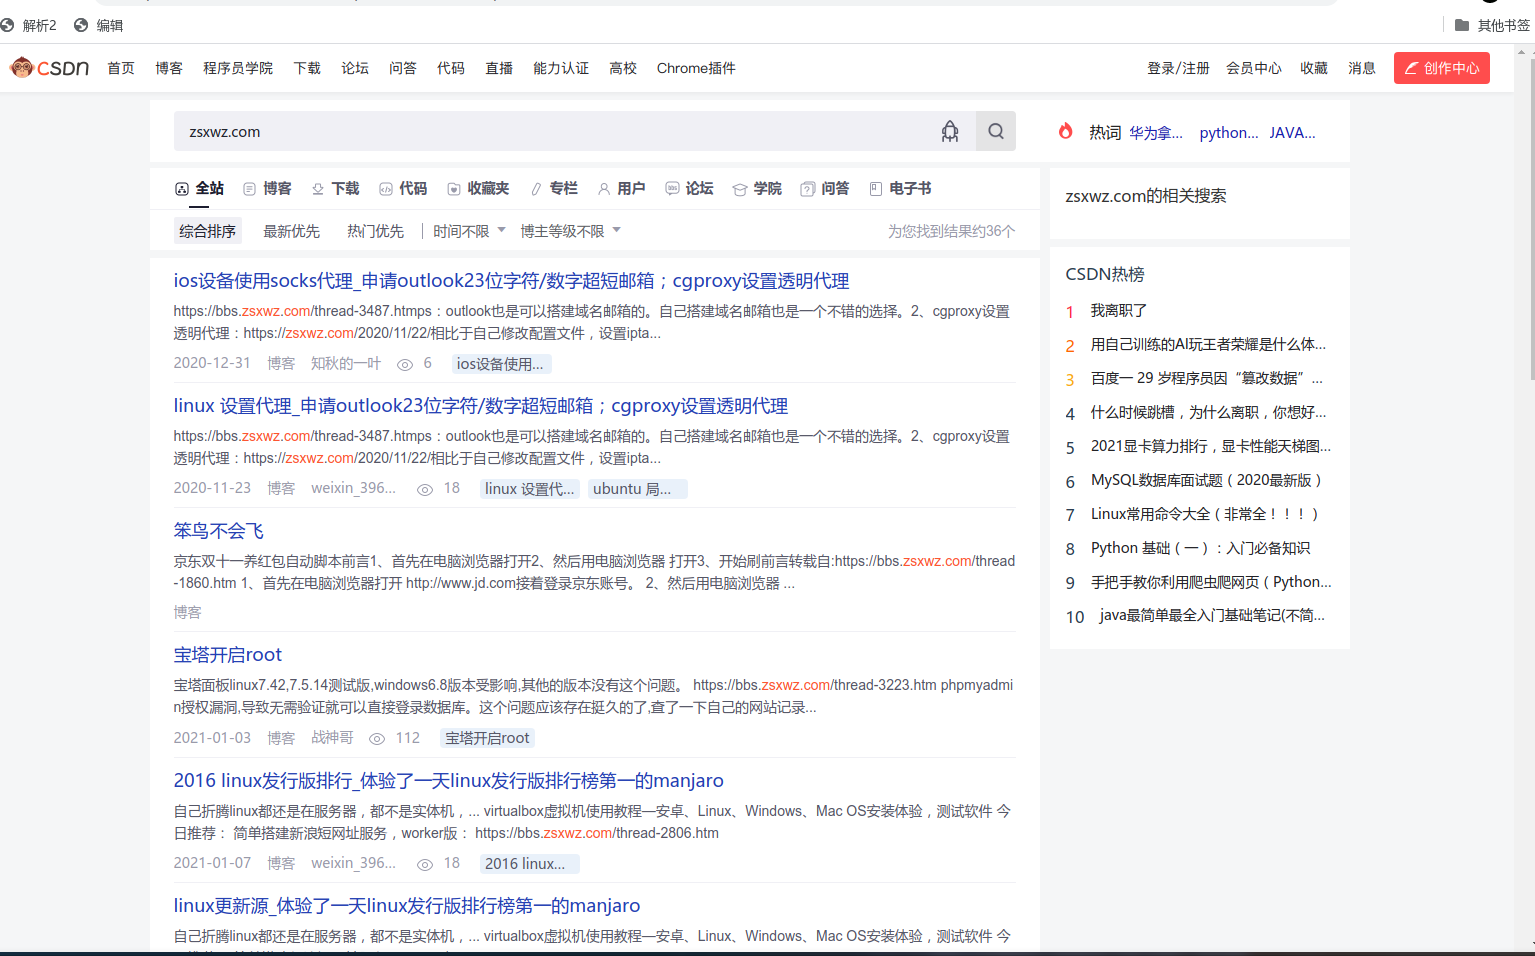 解析2 编辑 其他书签
CSDN 首页 博客 程序员学院 下载 论坛 问答 代码 直播 能力认证 高校 Chrome插件 登录/注册 会员中心 收藏 消息 创作中心
zsxwz.com
热词 华为拿... python... JAVA...
全站 博客 下载 代码 收藏夹 专栏 用户 论坛 学院 问答 电子书
综合排序 最新优先 热门优先 时间不限 博主等级不限 为您找到结果约36个
ios设备使用socks代理_申请outlook23位字符/数字超短邮箱；cgproxy设置透明代理
https://bbs.zsxwz.com/thread-3487.htmps：outlook也是可以搭建域名邮箱的。自己搭建域名邮箱也是一个不错的选择。2、cgproxy设置
透明代理：https://zsxwz.com/2020/11/22/相比于自己修改配置文件，设置ipta...
2020-12-31 博客 知秋的一叶 6 ios设备使用...
linux 设置代理_申请outlook23位字符/数字超短邮箱；cgproxy设置透明代理
https://bbs.zsxwz.com/thread-3487.htmps：outlook也是可以搭建域名邮箱的。自己搭建域名邮箱也是一个不错的选择。2、cgproxy设置
透明代理：https://zsxwz.com/2020/11/22/相比于自己修改配置文件，设置ipta...
2020-11-23 博客 weixin_396... 18 linux 设置代... ubuntu 局...
笨鸟不会飞
京东双十一养红包自动脚本前言1、首先在电脑浏览器打开2、然后用电脑浏览器 打开3、开始刷前言转载自:https://bbs.zsxwz.com/thread
-1860.htm 1、首先在电脑浏览器打开 http://www.jd.com接着登录京东账号。 2、然后用电脑浏览器 ...
博客
宝塔开启root
宝塔面板linux7.42,7.5.14测试版,windows6.8版本受影响,其他的版本没有这个问题。 https://bbs.zsxwz.com/thread-3223.htm phpmyadmi
n授权漏洞,导致无需验证就可以直接登录数据库。这个问题应该存在挺久的了,查了一下自己的网站记录...
2021-01-03 博客 战神哥 112 宝塔开启root
2016 linux发行版排行_体验了一天linux发行版排行榜第一的manjaro
自己折腾linux都还是在服务器，都不是实体机，... virtualbox虚拟机使用教程—安卓、Linux、Windows、Mac OS安装体验，测试软件 今
日推荐： 简单搭建新浪短网址服务，worker版： https://bbs.zsxwz.com/thread-2806.htm
2021-01-07 博客 weixin_396... 18 2016 linux...
linux更新源_体验了一天linux发行版排行榜第一的manjaro
自己折腾linux都还是在服务器，都不是实体机，... virtualbox虚拟机使用教程—安卓、Linux、Windows、Mac OS安装体验，测试软件 今
zsxwz.com的相关搜索
CSDN热榜
1 我离职了
2 用自己训练的AI玩王者荣耀是什么体...
3 百度一 29 岁程序员因“篡改数据”...
4 什么时候跳槽，为什么离职，你想好...
5 2021显卡算力排行，显卡性能天梯图...
6 MySQL数据库面试题（2020最新版）
7 Linux常用命令大全（非常全！！！）
8 Python 基础（一）：入门必备知识
9 手把手教你利用爬虫爬网页（Python...
10 java最简单最全入门基础笔记(不简...